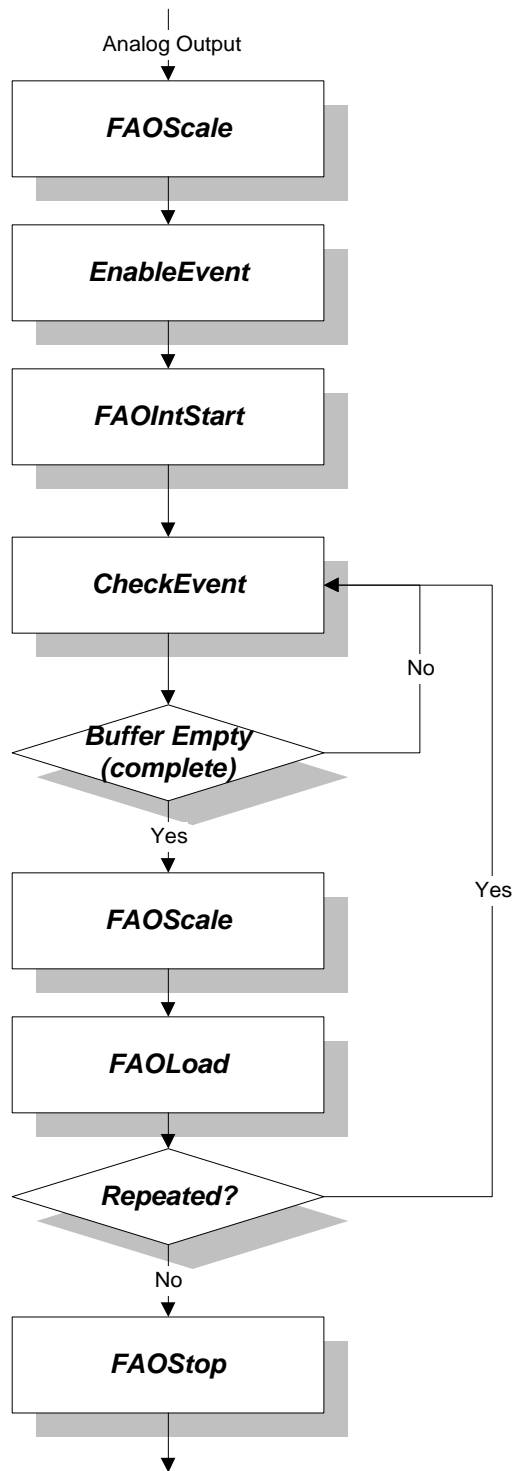 Analog Output
FAOScale
EnableEvent
FAOIntStart
CheckEvent
No
Buffer Empty
(complete)
Yes
FAOScale
Yes
FAOLoad
Repeated?
No
FAOStop